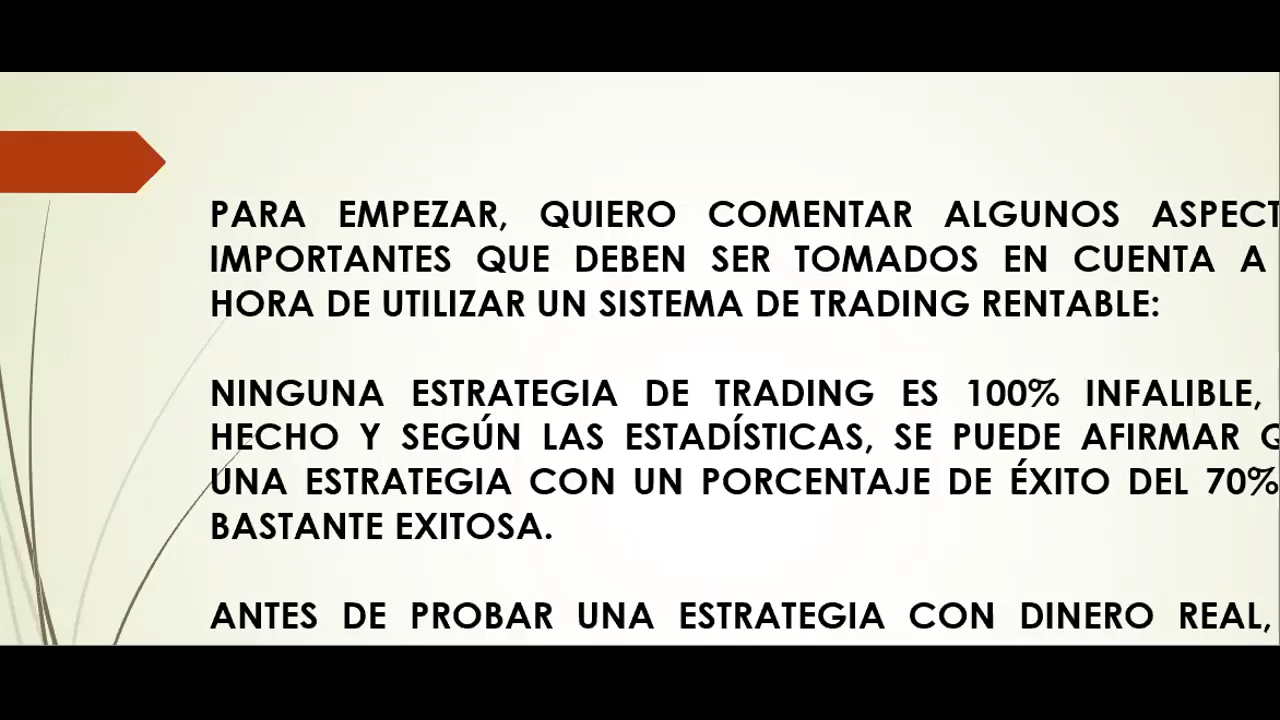 PARA EMPEZAR, QUIERO COMENTAR ALGUNOS ASPECT
IMPORTANTES QUE DEBEN SER TOMADOS EN CUENTA A
HORA DE UTILIZAR UN SISTEMA DE TRADING RENTABLE:
NINGUNA ESTRATEGIA DE TRADING ES 100% INFALIBLE,
HECHO Y SEGÚN LAS ESTADÍSTICAS, SE PUEDE AFIRMAR
UNA ESTRATEGIA CON UN PORCENTAJE DE ÉXITO DEL 70%
BASTANTE EXITOSA.
ANTES DE PROBAR UNA ESTRATEGIA CON DINERO REAL,